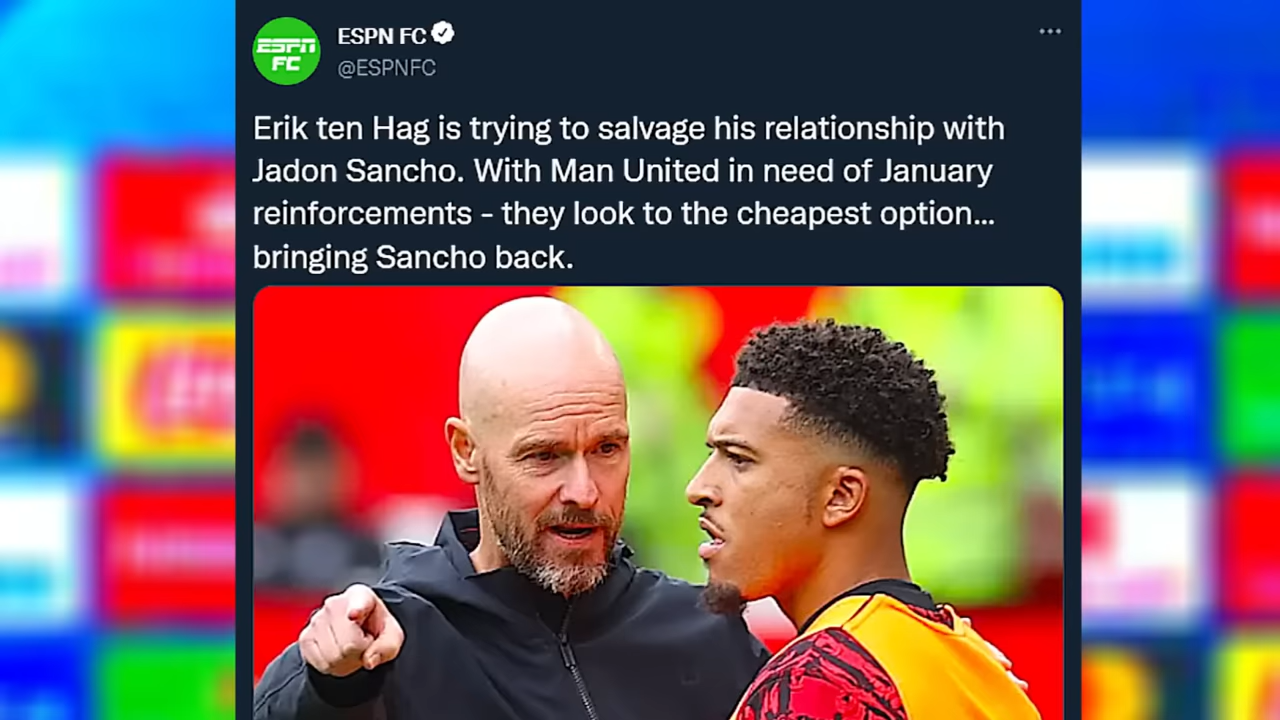 ESPN
FC
ESPN FC
@ESPNFC
Erik ten Hag is trying to salvage his relationship with
Jadon Sancho. With Man United in need of January
reinforcements - they look to the cheapest option...
bringing Sancho back.